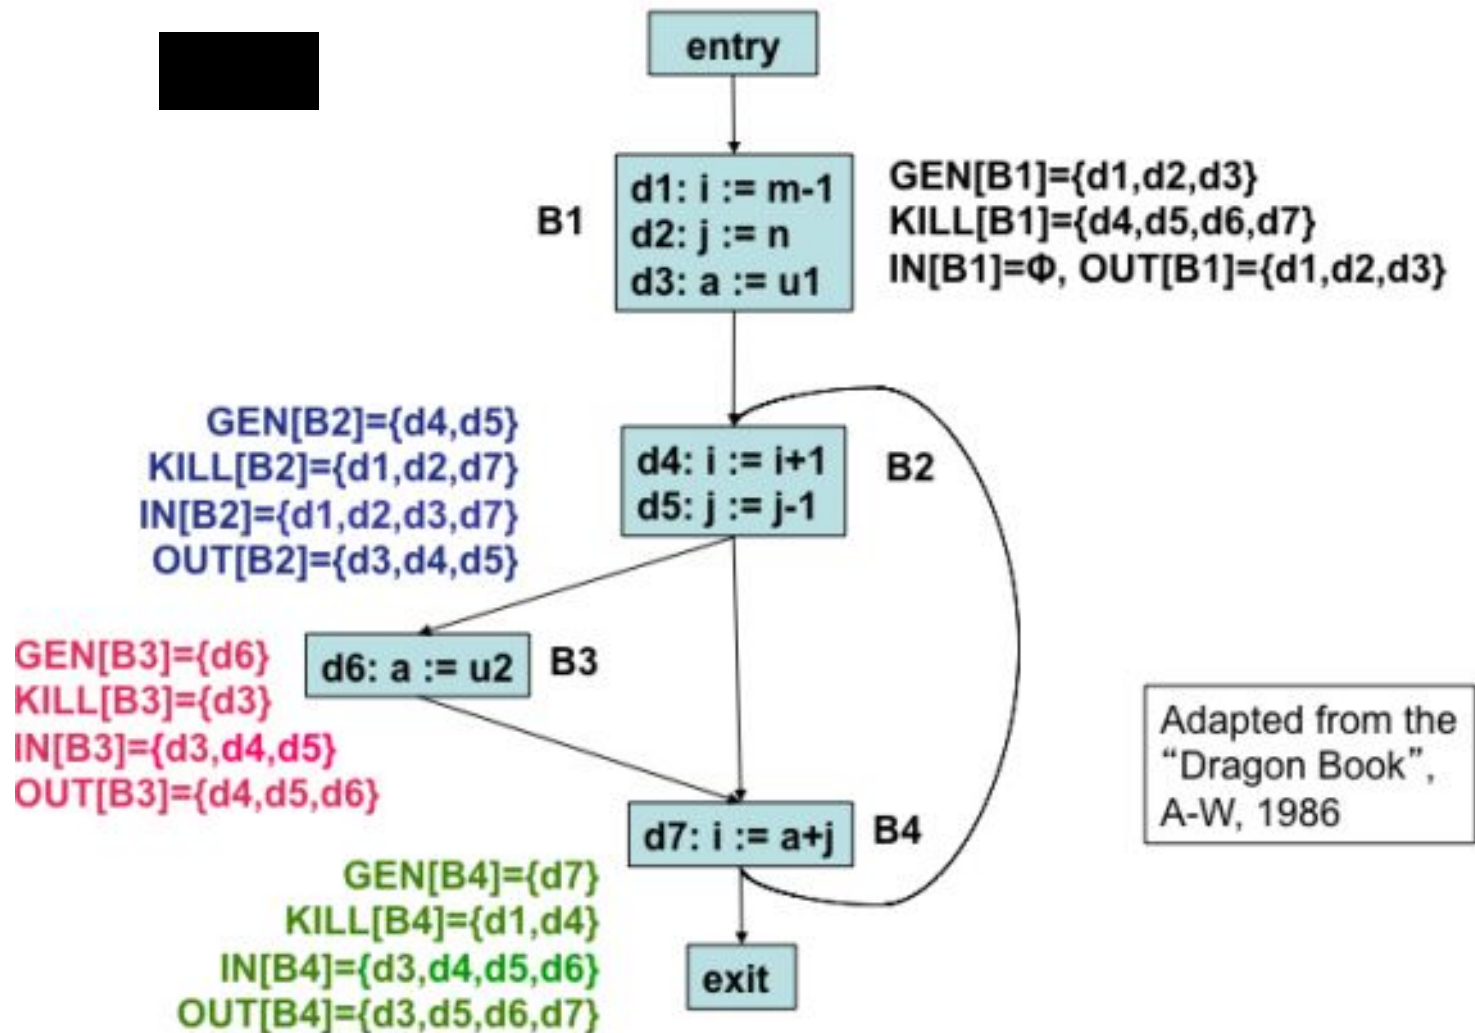 entry
B1
d1: i := m-1
d2: j := n
d3: a := u1
GEN[B1]={d1,d2,d3}
KILL[B1]={d4,d5,d6,d7}
IN[B1]=Φ, OUT[B1]={d1,d2,d3}
GEN[B2]={d4,d5}
KILL[B2]={d1,d2,d7}
IN[B2]={d1,d2,d3,d7}
OUT[B2]={d3,d4,d5}
d4: i := i+1
d5: j := j-1
B2
GEN[B3]={d6}
KILL[B3]={d3}
IN[B3]={d3,d4,d5}
OUT[B3]={d4,d5,d6}
d6: a := u2
B3
Adapted from the
“Dragon Book”,
A-W, 1986
d7: i := a+j
B4
GEN[B4]={d7}
KILL[B4]={d1,d4}
IN[B4]={d3,d4,d5,d6}
OUT[B4]={d3,d5,d6,d7}
exit